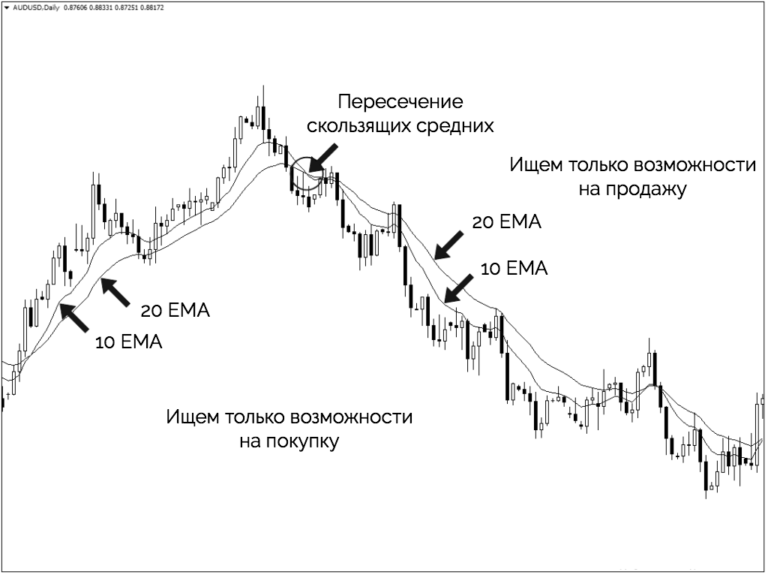 AUDUSD.Daily 0.87606 0.88331 0.87251 0.88172
Пересечение
скользящих средних
Ищем только возможности
на продажу
20 EMA
10 EMA
20 EMA
10 EMA
Ищем только возможности
на покупку